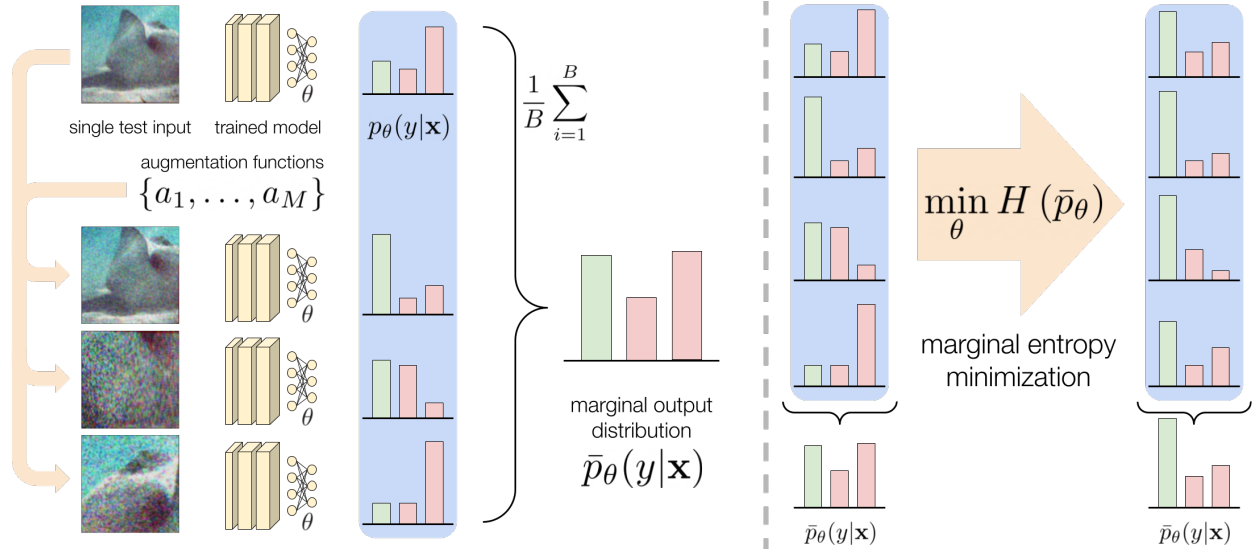 θ
single test input
trained model
p_θ(y|x)
augmentation functions
{a_1, . . . , a_M}
θ
θ
θ
1/B ∑_{i=1}^{B}
marginal output
distribution
p̄_θ(y|x)
min_θ H (p̄_θ)
marginal entropy
minimization
p̄_θ(y|x)
p̄_θ(y|x)